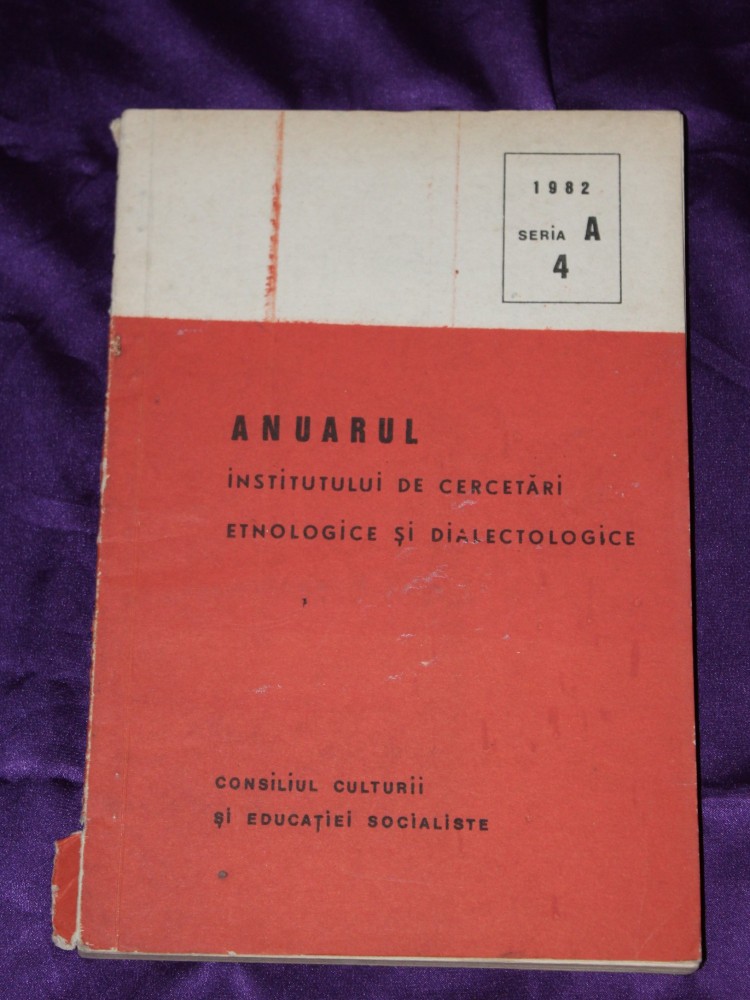 1982
SERiA A
4
ANUARUL
iNSTiTUTULUi DE CERCETĂRi
ETNOLOGiCE Şi DiALECTOLOGiCE
CONSiLiUL CULTURii
Şi EDUCAŢiEi SOCiALiSTE